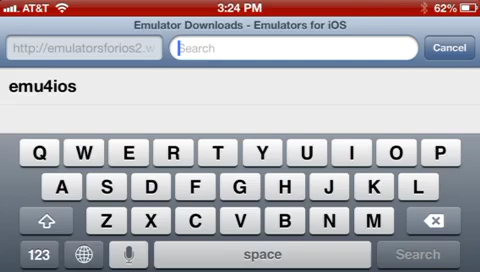 AT&T 3:24 PM 62%
Emulator Downloads - Emulators for iOS
http://emulatorsforios2.w Search Cancel
emu4ios
Q W E R T Y U I O P
A S D F G H J K L
Z X C V B N M
123 space Search